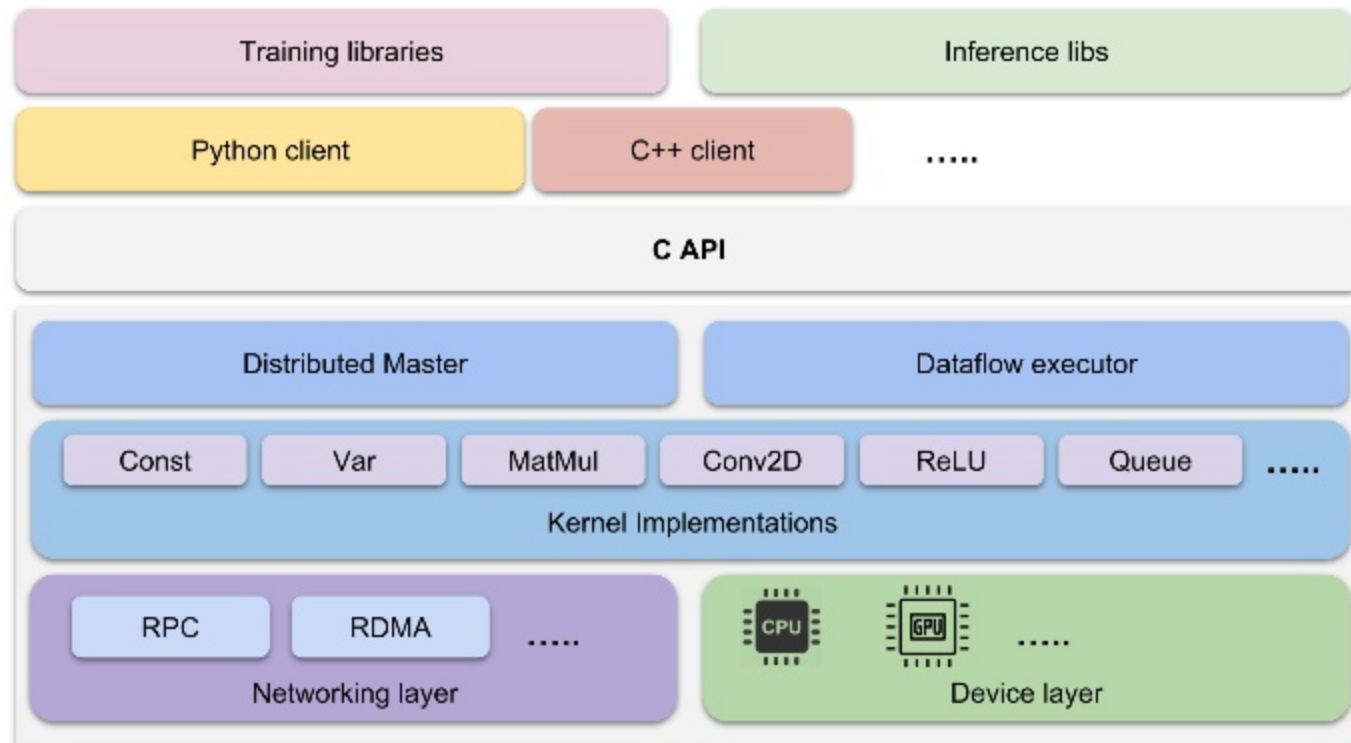 Training libraries Inference libs
Python client C++ client .....
C API
Distributed Master Dataflow executor
Const Var MatMul Conv2D ReLU Queue .....
Kernel Implementations
RPC RDMA ..... CPU GPU .....
Networking layer Device layer